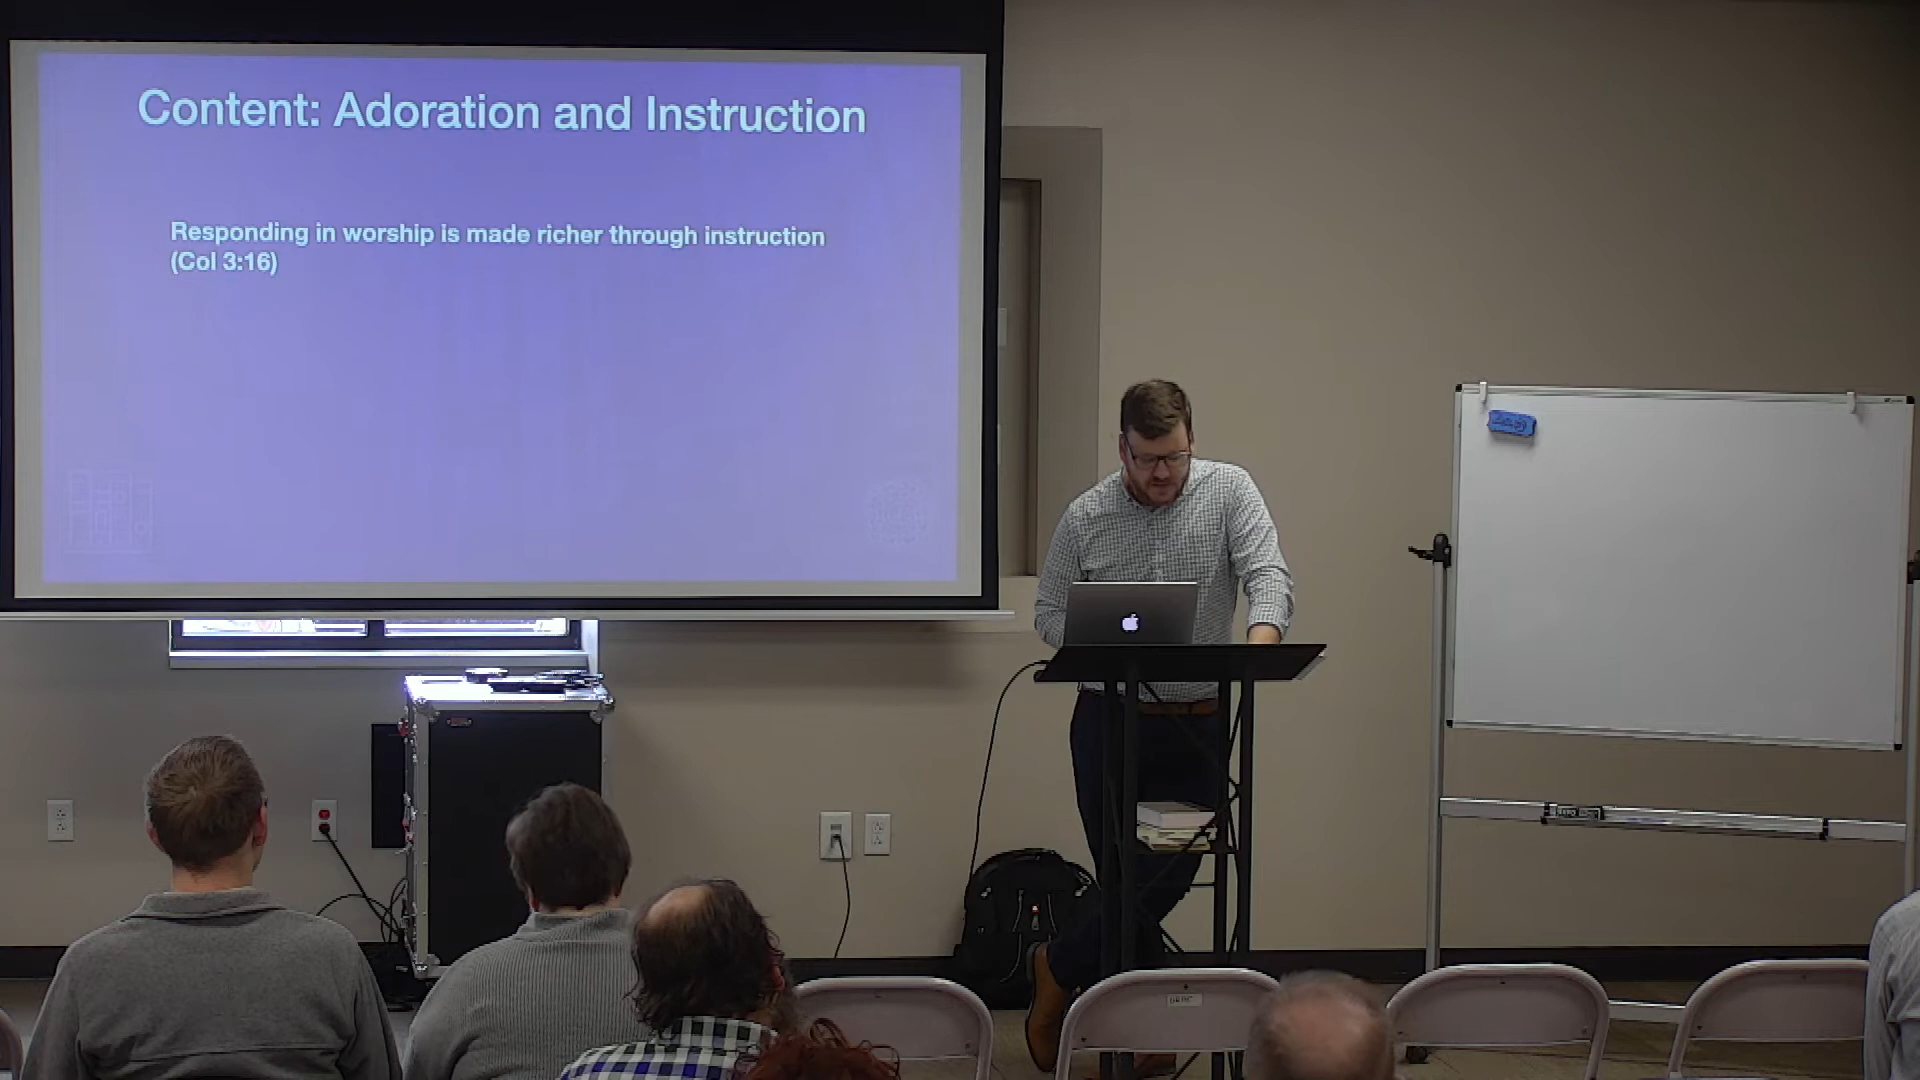 Content: Adoration and Instruction
Responding in worship is made richer through instruction
(Col 3:16)